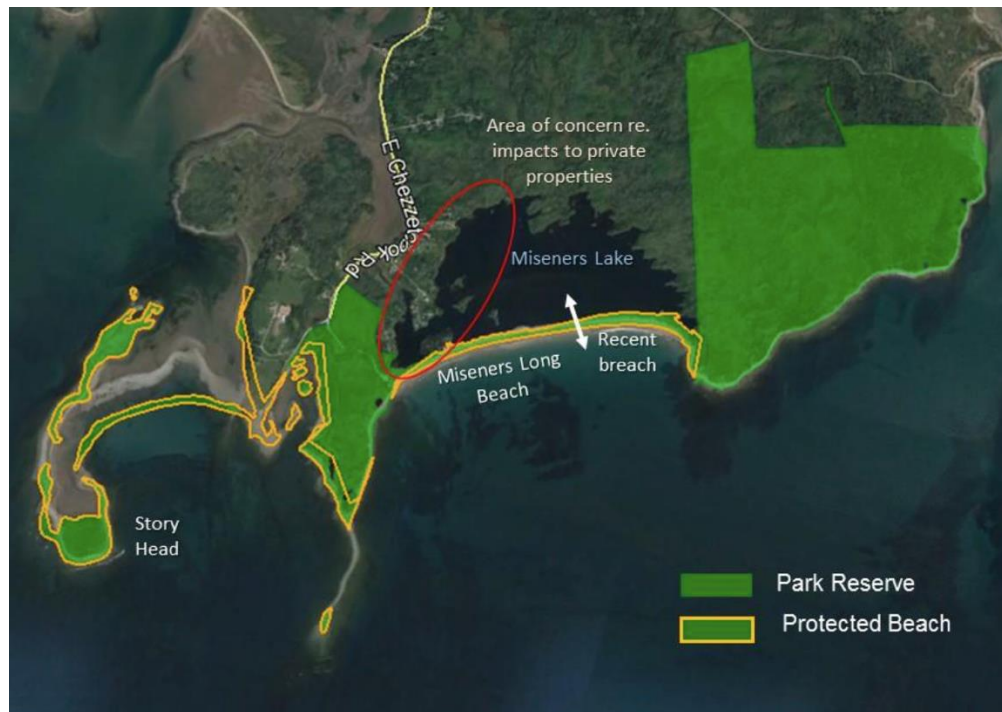 Area of concern re.
impacts to private
properties
E Chezzetcook Rd
Miseners Lake
Recent
breach
Miseners Long
Beach
Story
Head
Park Reserve
Protected Beach